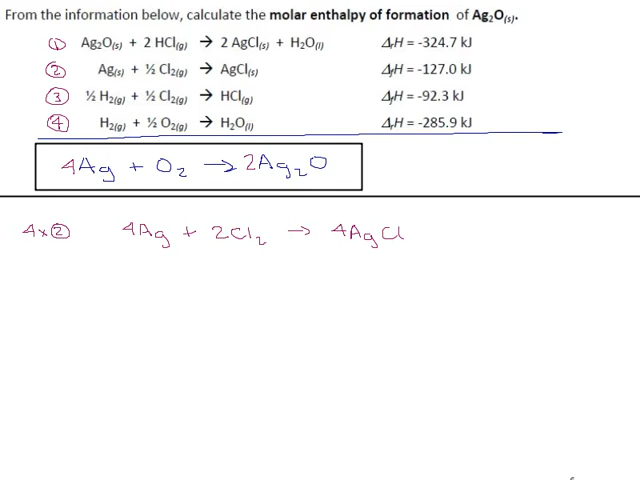 From the information below, calculate the molar enthalpy of formation of Ag₂O₍ₛ₎.
① Ag₂O(s) + 2 HCl(g) → 2 AgCl(s) + H₂O(l) ΔᵣH = -324.7 kJ
② Ag(s) + ½ Cl₂(g) → AgCl(s) ΔfH = -127.0 kJ
③ ½ H₂(g) + ½ Cl₂(g) → HCl(g) ΔfH = -92.3 kJ
④ H₂(g) + ½ O₂(g) → H₂O(l) ΔfH = -285.9 kJ
4Ag + O₂ → 2Ag₂O
4×② 4Ag + 2Cl₂ → 4AgCl